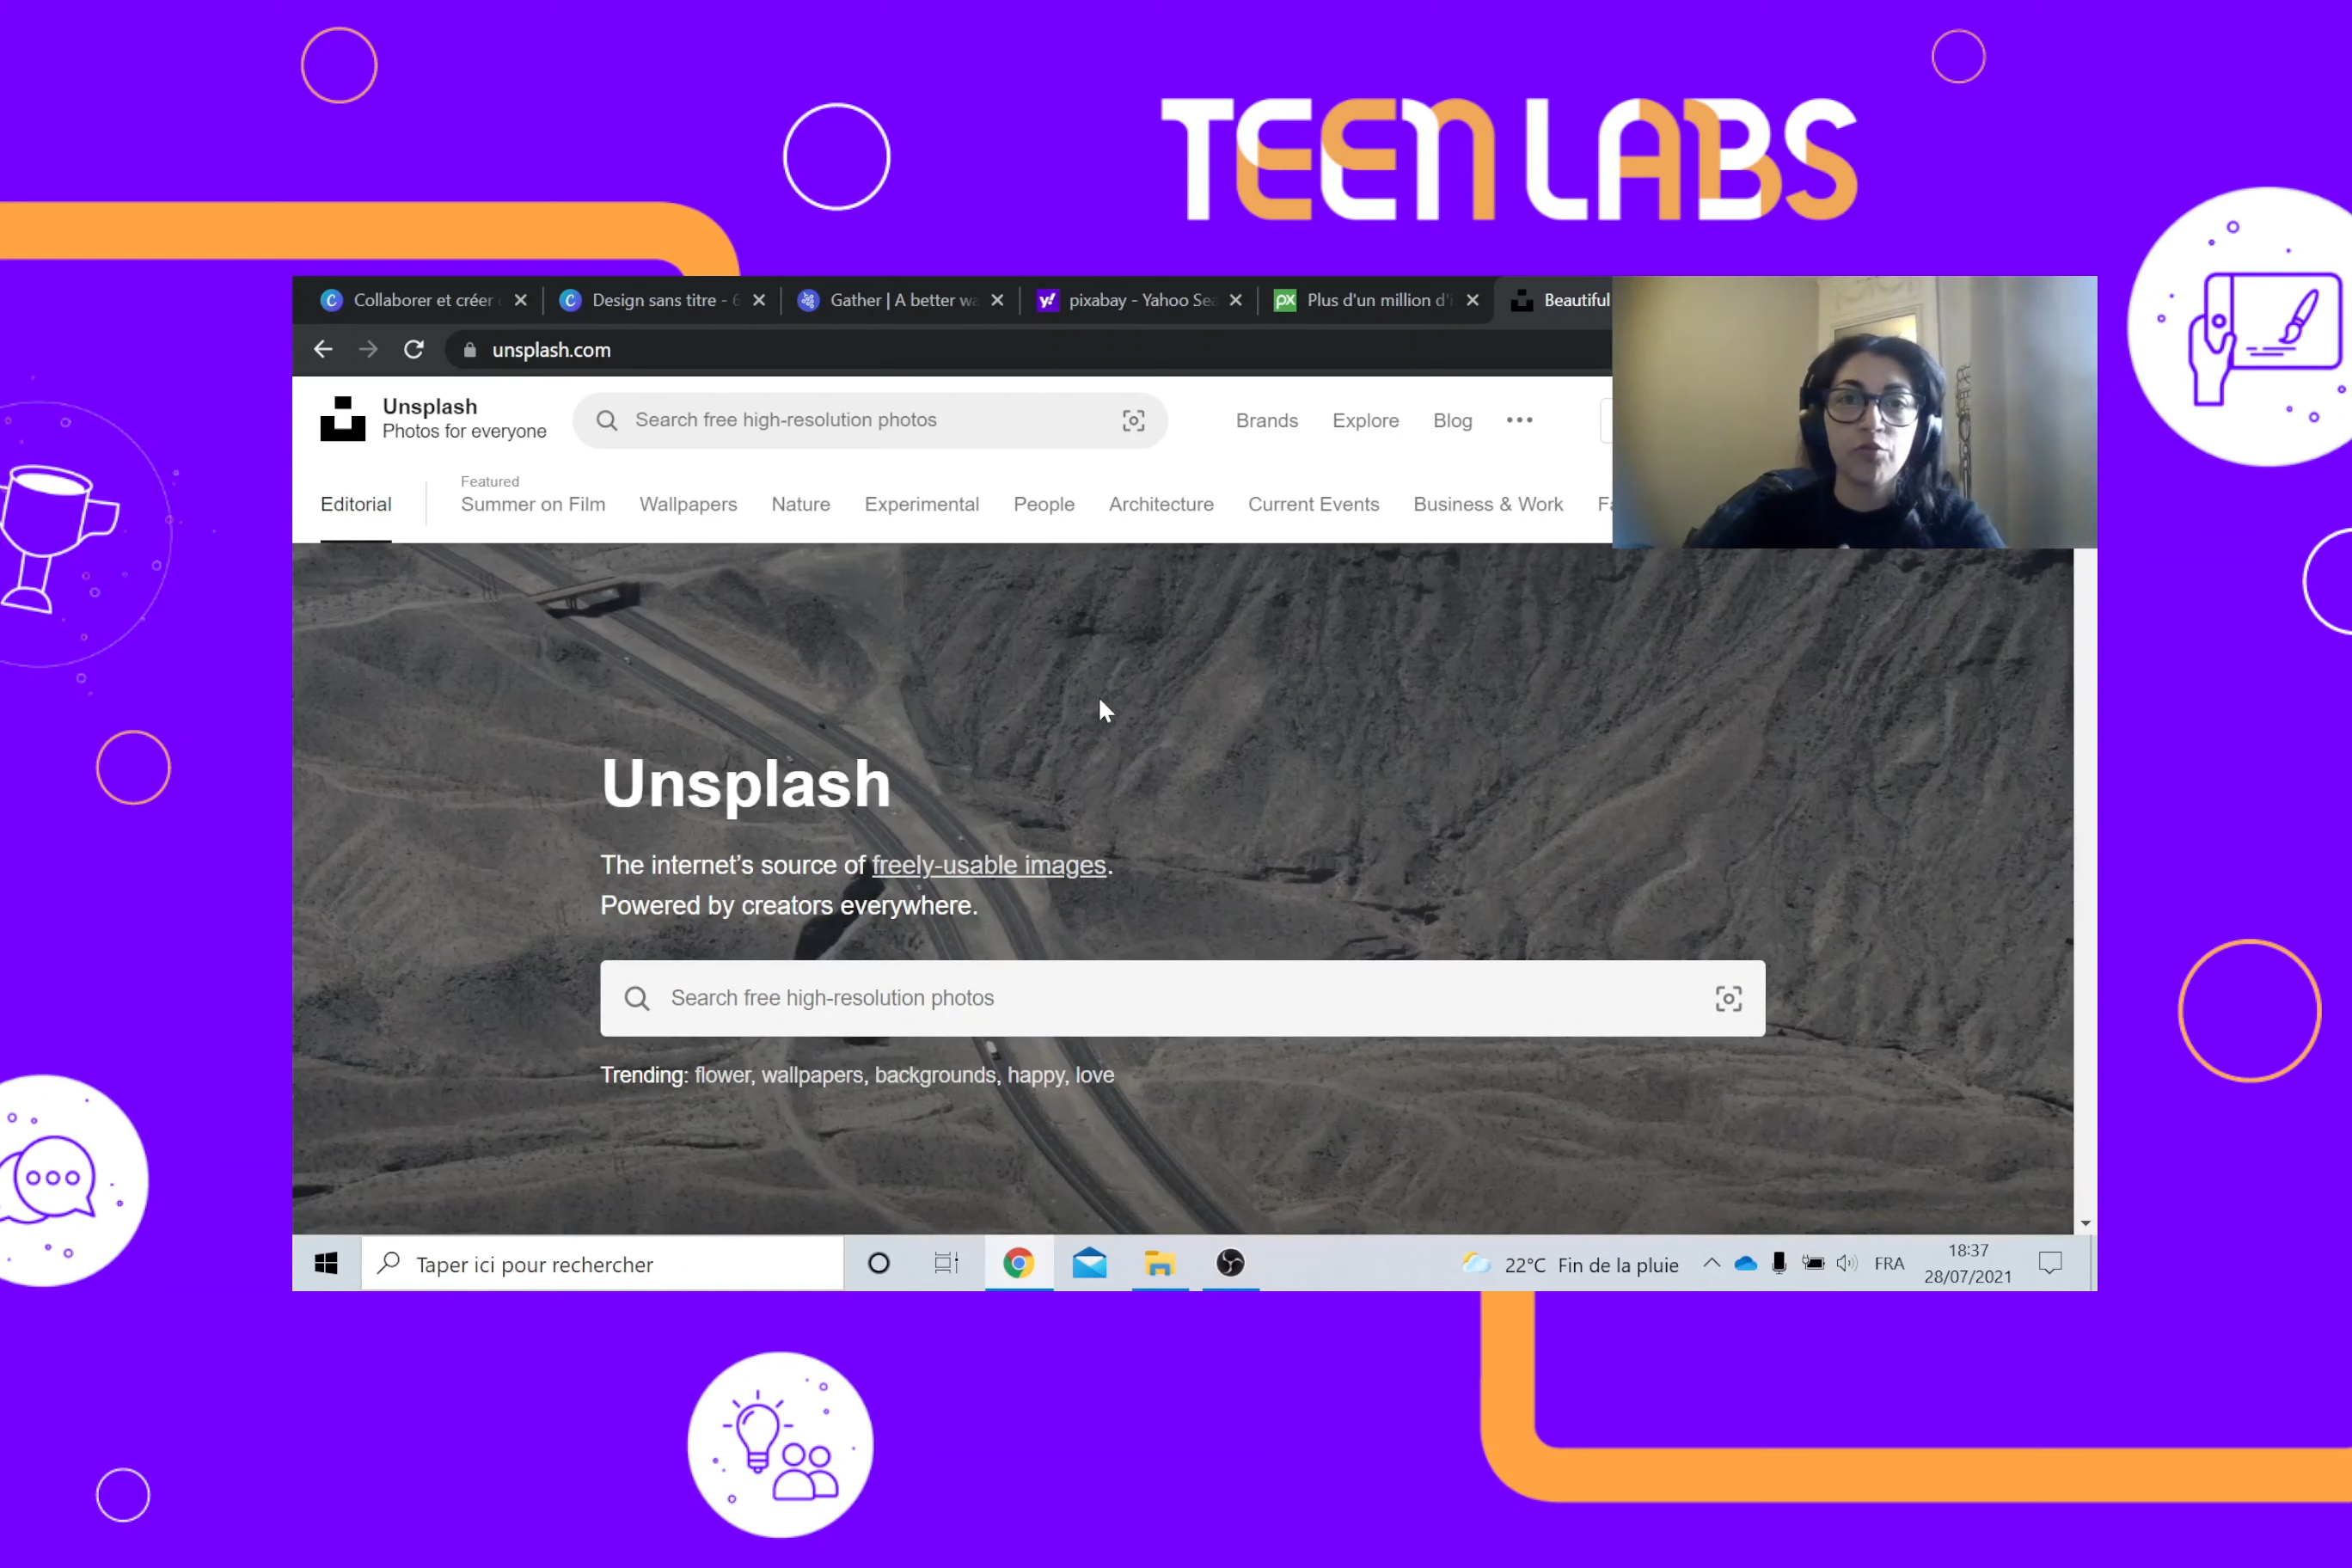 TEEN LABS
Collaborer et créer
Design sans titre - 6
Gather | A better wa
pixabay - Yahoo Sea
Plus d'un million d'i
Beautiful
unsplash.com
Unsplash
Photos for everyone
Search free high-resolution photos
Brands
Explore
Blog
Editorial
Featured
Summer on Film
Wallpapers
Nature
Experimental
People
Architecture
Current Events
Business & Work
Unsplash
The internet's source of freely-usable images.
Powered by creators everywhere.
Search free high-resolution photos
Trending: flower, wallpapers, backgrounds, happy, love
Taper ici pour rechercher
22°C Fin de la pluie
FRA
18:37
28/07/2021